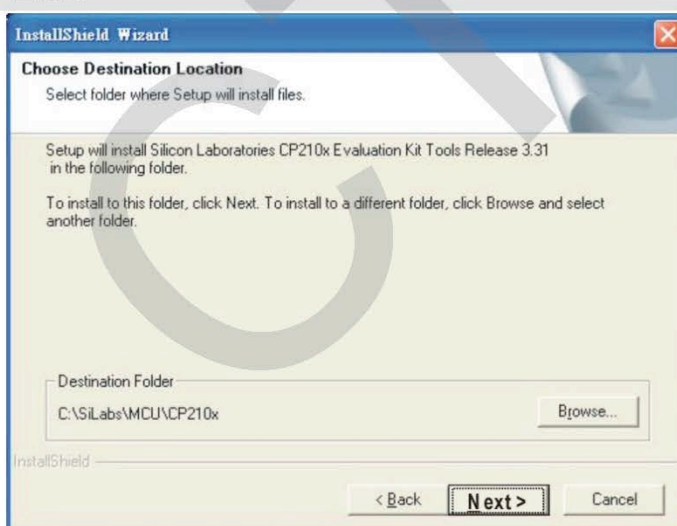 InstallShield Wizard
Choose Destination Location
Select folder where Setup will install files.
Setup will install Silicon Laboratories CP210x Evaluation Kit Tools Release 3.31
in the following folder.
To install to this folder, click Next. To install to a different folder, click Browse and select
another folder.
Destination Folder
C:\SiLabs\MCU\CP210x
Browse...
InstallShield
< Back
Next >
Cancel